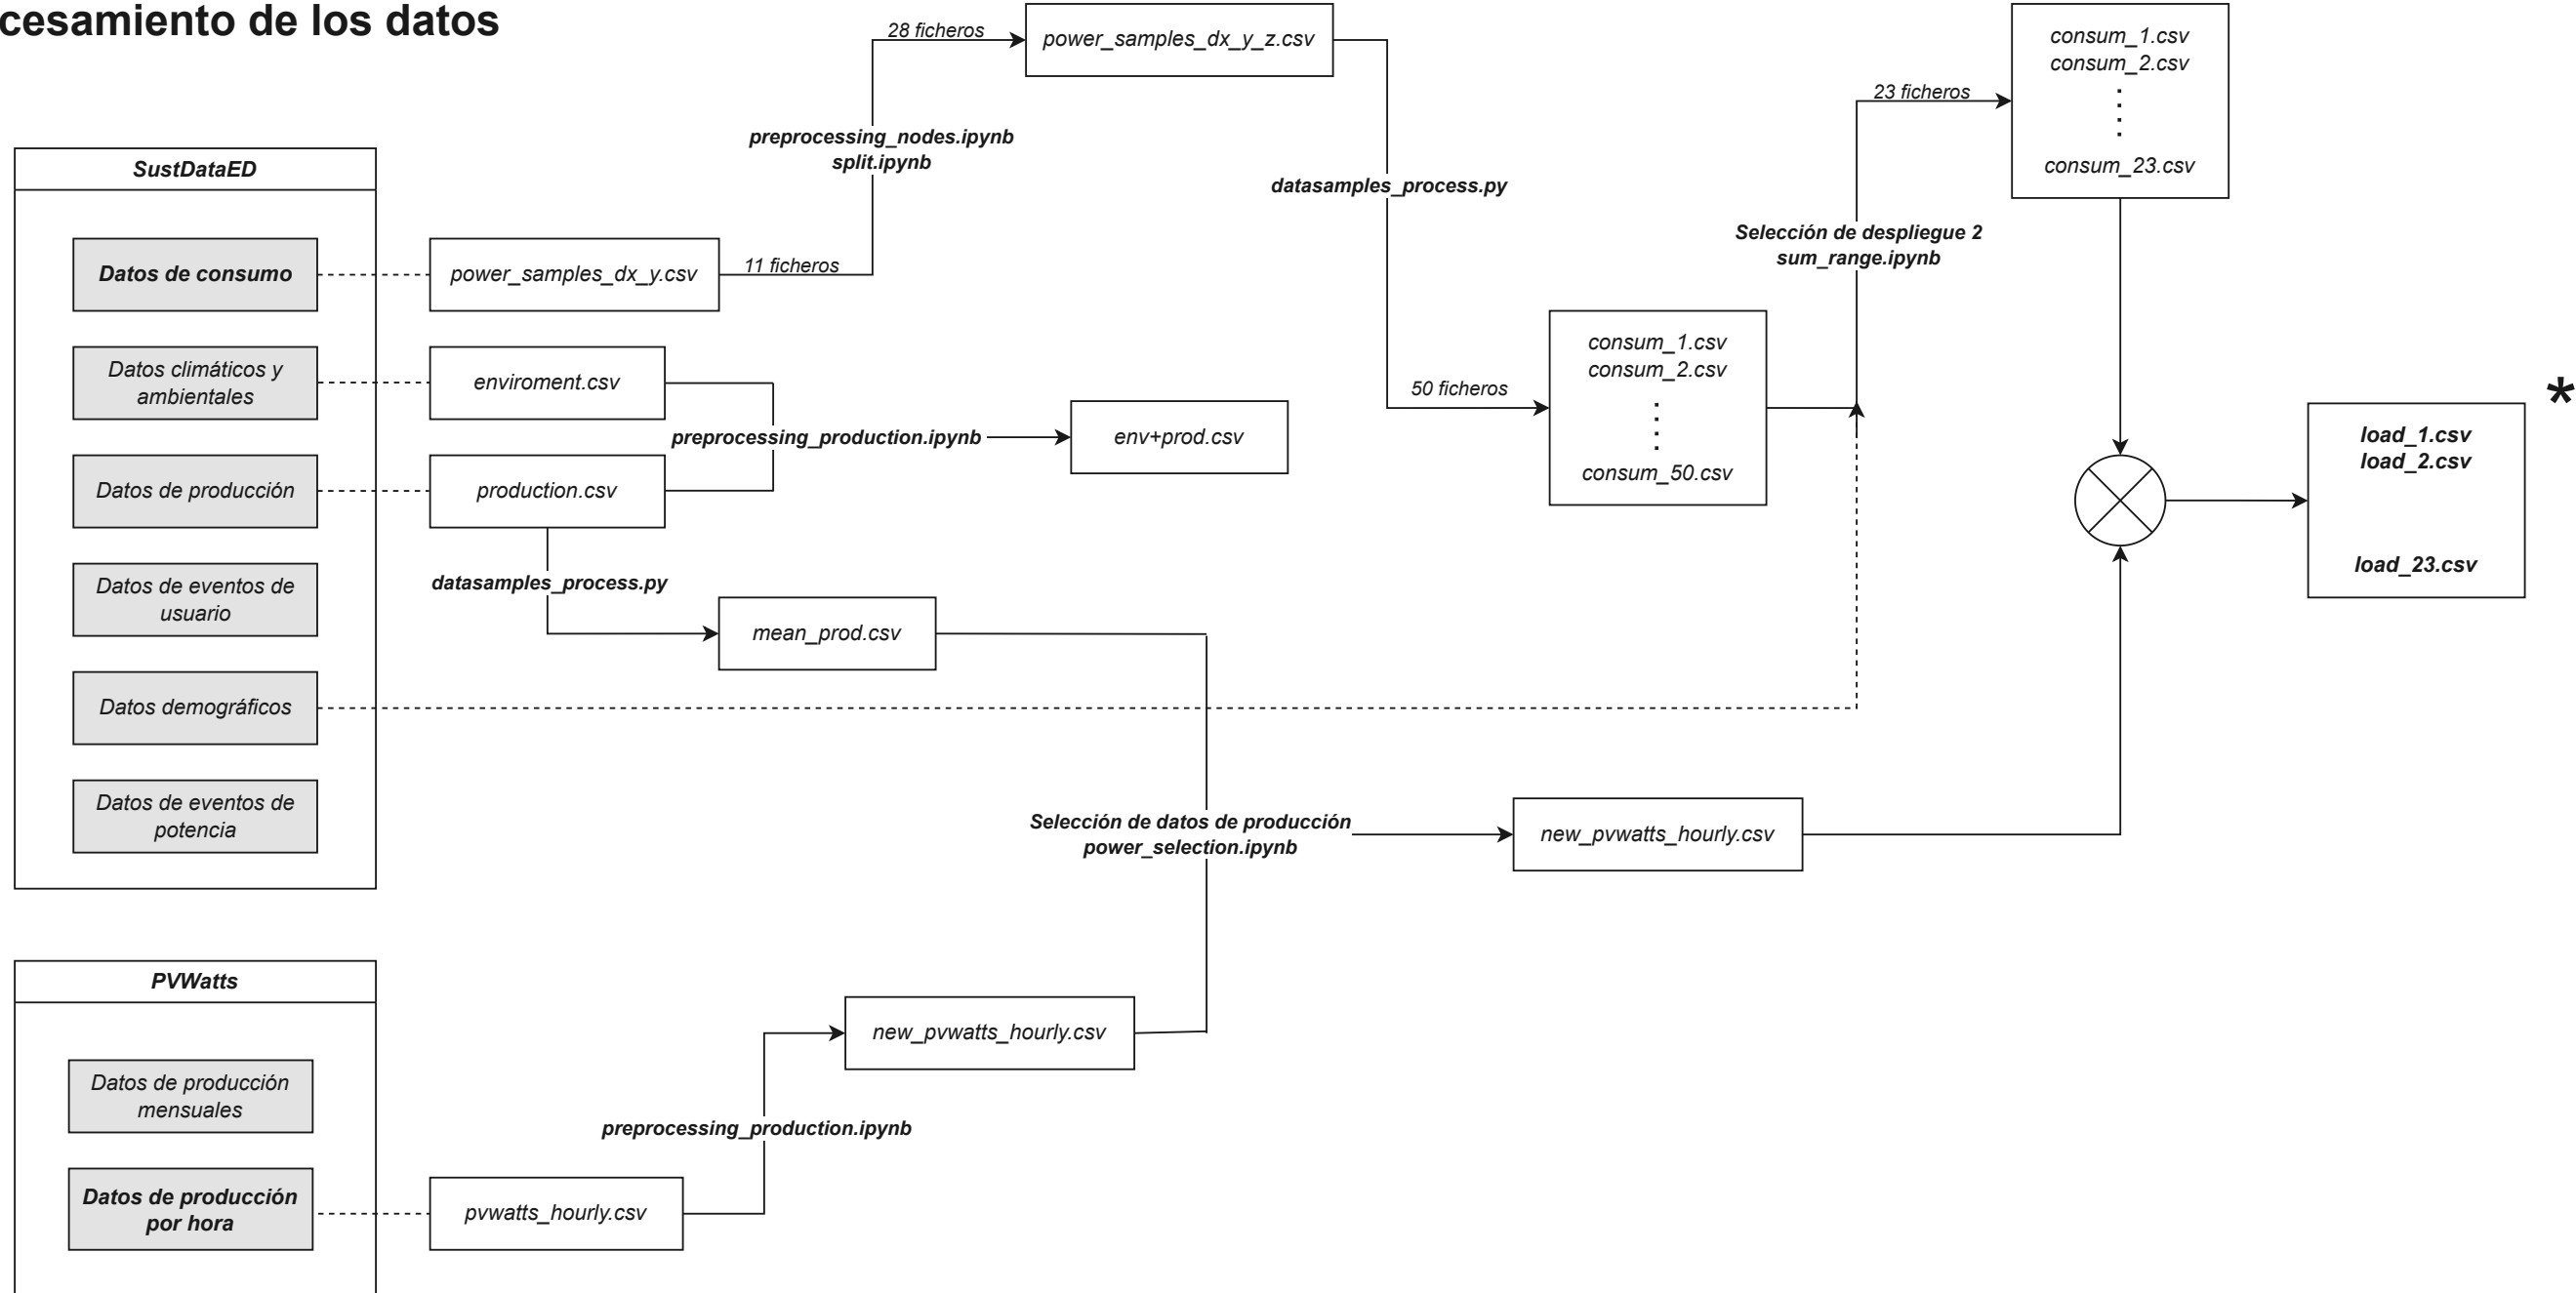 cesamiento de los datos
28 ficheros
power_samples_dx_y_z.csv
consum_1.csv
consum_2.csv
consum_23.csv
23 ficheros
preprocessing_nodes.ipynb
split.ipynb
SustDataED
datasamples_process.py
Selección de despliegue 2
sum_range.ipynb
Datos de consumo
power_samples_dx_y.csv
11 ficheros
Datos climáticos y
ambientales
enviroment.csv
consum_1.csv
consum_2.csv
consum_50.csv
50 ficheros
*
preprocessing_production.ipynb
env+prod.csv
load_1.csv
load_2.csv
load_23.csv
Datos de producción
production.csv
Datos de eventos de
usuario
datasamples_process.py
mean_prod.csv
Datos demográficos
Datos de eventos de
potencia
Selección de datos de producción
power_selection.ipynb
new_pvwatts_hourly.csv
PVWatts
new_pvwatts_hourly.csv
Datos de producción
mensuales
preprocessing_production.ipynb
Datos de producción
por hora
pvwatts_hourly.csv